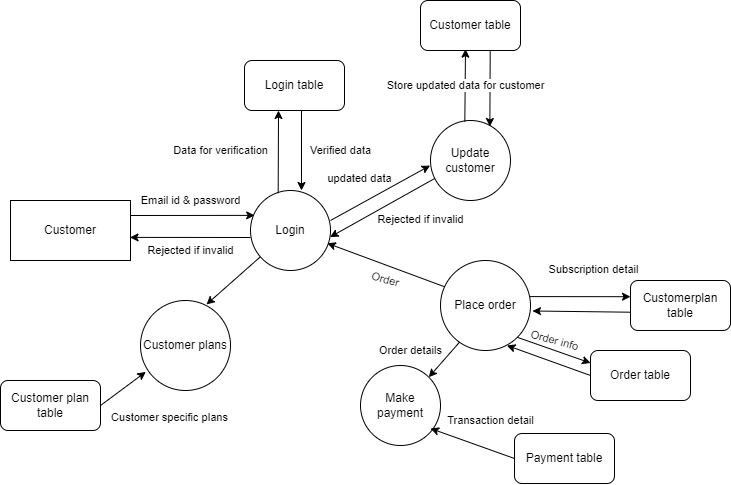 Customer table
Login table
Store updated data for customer
Data for verification
Verified data
Update
customer
updated data
Email id & password
Rejected if invalid
Customer
Login
Rejected if invalid
Order
Place order
Subscription detail
Customerplan
table
Customer plans
Order info
Order details
Order table
Customer plan
table
Make
payment
Customer specific plans
Transaction detail
Payment table